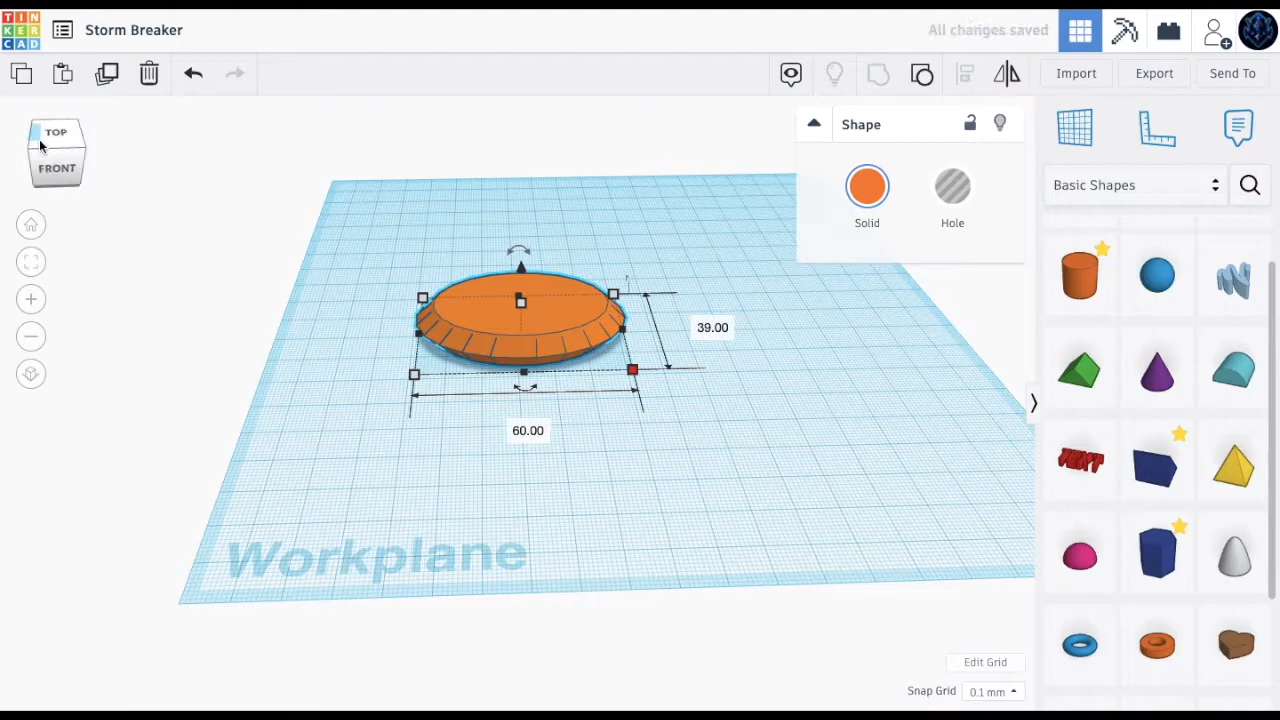 TIN
KER
CAD
Storm Breaker
All changes saved
Import
Export
Send To
TOP
FRONT
Shape
Solid
Hole
Basic Shapes
TEXT
39.00
60.00
Workplane
Edit Grid
Snap Grid
0.1 mm